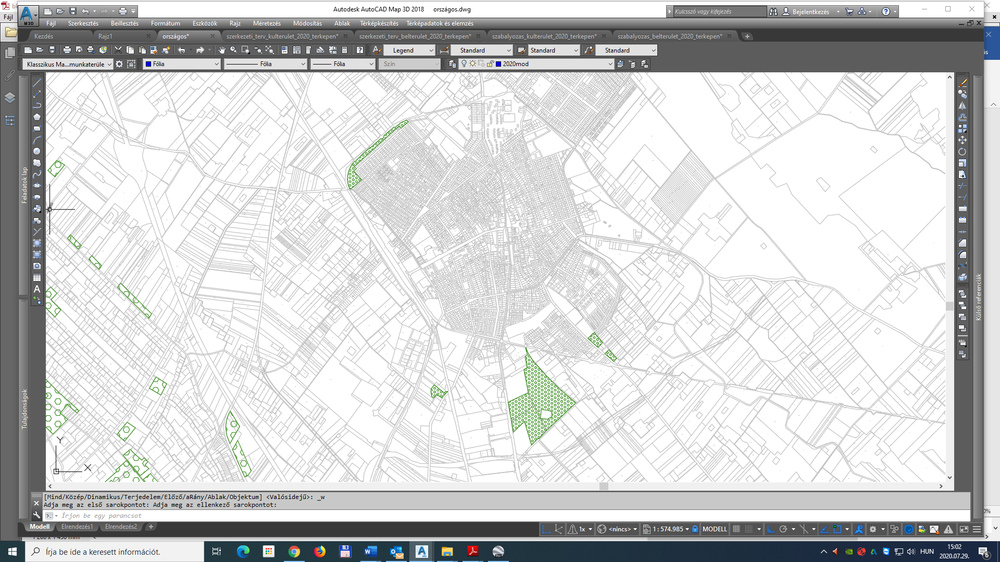 Autodesk AutoCAD Map 3D 2018 országos.dwg
Kulcsszó vagy kifejezés
Bejelentkezés
M3D
Fájl
Fájl Szerkesztés Beillesztés Formátum Eszközök Rajz Méretezés Módosítás Ablak Térképkészítés Térképadatok és elemzés
Kezdés Rajz1 országos* szerkezeti_terv_kulterulet_2020_terkepen* szerkezeti_terv_belterulet_2020_terkepen* szabalyozas_kulterulet_2020_terkepen* szabalyozas_belterulet_2020_terkepen*
Legend Standard Standard Standard
Klasszikus Ma...munkaterüle Fólia Fólia Fólia Szín 2020mod
Feladatok lap
Tulajdonságok
Külső referenciák
A
Y
X
[Mind/Közép/Dinamikus/Terjedelem/Előző/aRány/Ablak/Objektum] <Valósidejű>: _w
Adja meg az első sarokpontot: Adja meg az ellenkező sarokpontot:
Írjon be egy parancsot
Modell Elrendezés1 Elrendezés2
1x <nincs> 1 : 574.985 MODELL
Írja be ide a keresett információt.
HUN
15:02
2020.07.29.
6